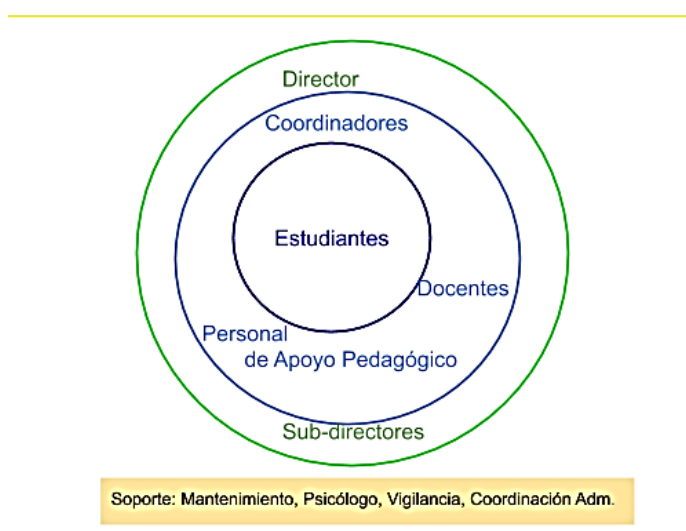 Director
Coordinadores
Estudiantes
Docentes
Personal
de Apoyo Pedagógico
Sub-directores
Soporte: Mantenimiento, Psicólogo, Vigilancia, Coordinación Adm.